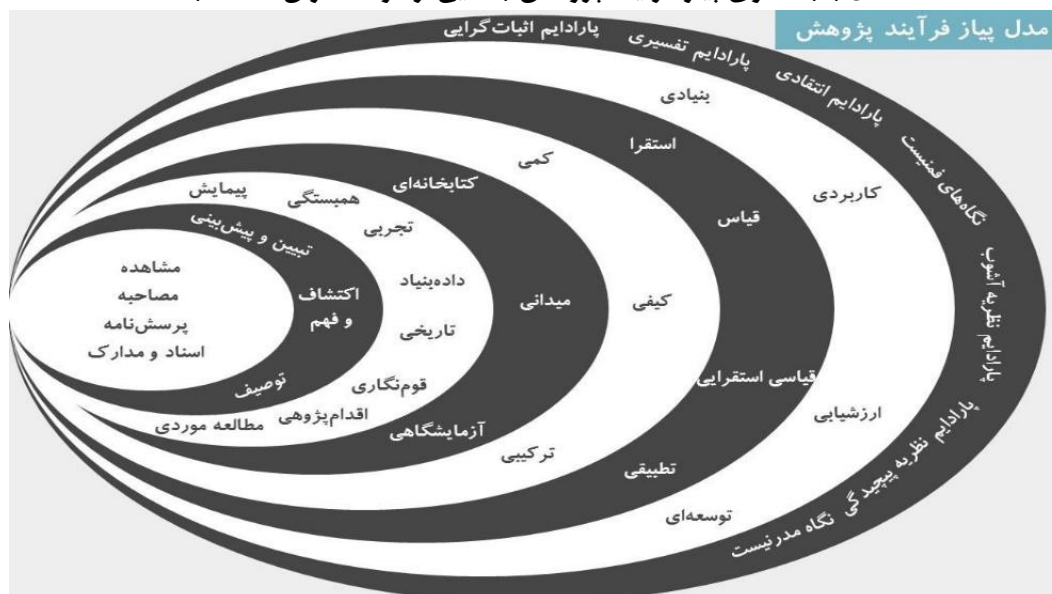 مدل پیاز فرآیند پژوهش
پارادایم اثبات‌گرایی
پارادایم تفسیری
پارادایم انتقادی
نگاه‌های فمنیست
پارادایم نظریه آشوب
پارادایم نظریه پیچیدگی
نگاه مدرنیست
بنیادی
کاربردی
ارزشیابی
توسعه‌ای
استقرا
قیاس
قیاسی استقرایی
تطبیقی
کمی
کیفی
ترکیبی
کتابخانه‌ای
میدانی
آزمایشگاهی
پیمایش
همبستگی
تجربی
داده‌بنیاد
تاریخی
قوم‌نگاری
اقدام‌پژوهی
مطالعه موردی
تبیین و پیش‌بینی
اکتشاف
و فهم
توصیف
مشاهده
مصاحبه
پرسش‌نامه
اسناد و مدارک